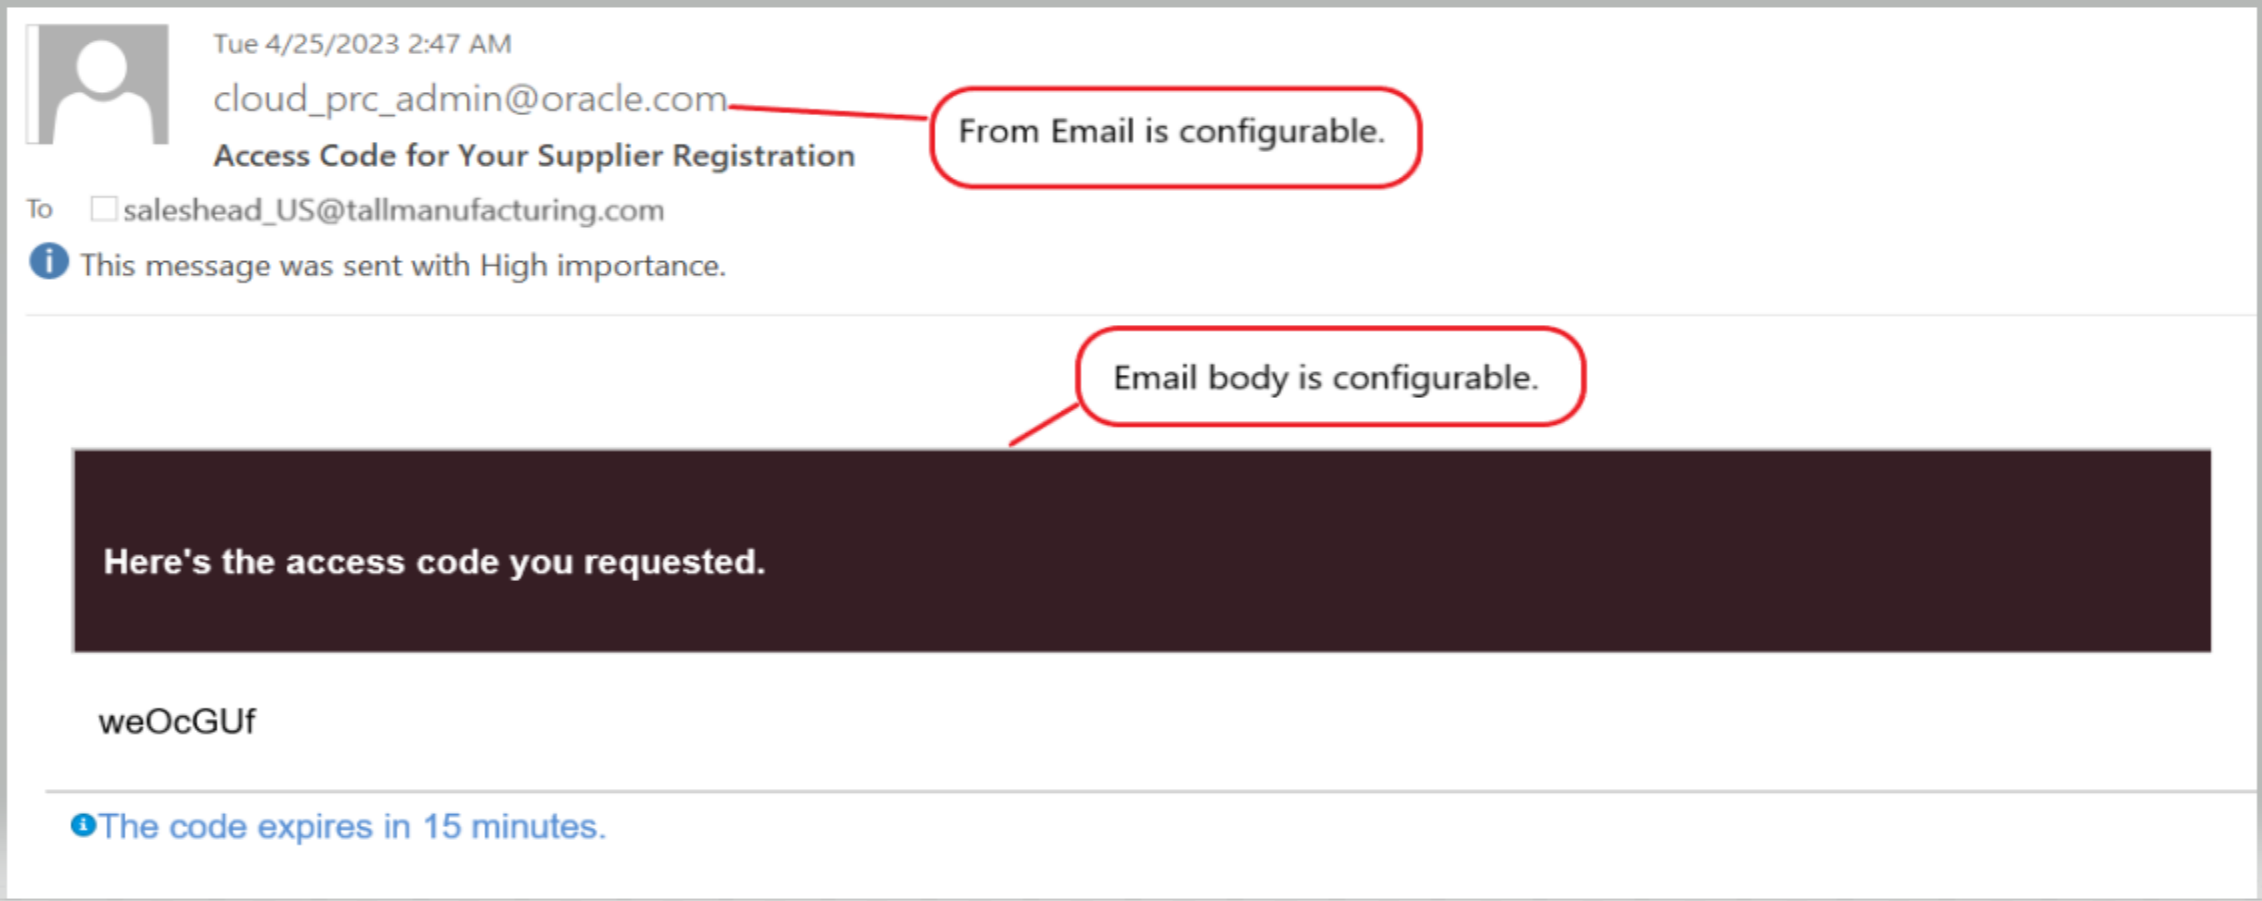 Tue 4/25/2023 2:47 AM
cloud_prc_admin@oracle.com
From Email is configurable.
Access Code for Your Supplier Registration
To saleshead_US@tallmanufacturing.com
This message was sent with High importance.
Email body is configurable.
Here's the access code you requested.
weOcGUf
The code expires in 15 minutes.